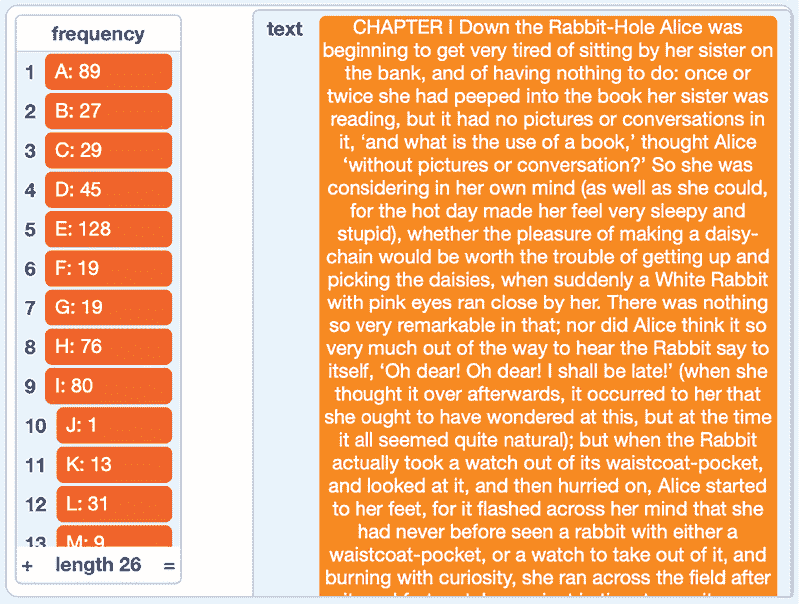 frequency
1 A: 89
2 B: 27
3 C: 29
4 D: 45
5 E: 128
6 F: 19
7 G: 19
8 H: 76
9 I: 80
10 J: 1
11 K: 13
12 L: 31
13 M: 9
+ length 26 =
text
CHAPTER I Down the Rabbit-Hole Alice was
beginning to get very tired of sitting by her sister on
the bank, and of having nothing to do: once or
twice she had peeped into the book her sister was
reading, but it had no pictures or conversations in
it, ‘and what is the use of a book,’ thought Alice
‘without pictures or conversation?’ So she was
considering in her own mind (as well as she could,
for the hot day made her feel very sleepy and
stupid), whether the pleasure of making a daisy-
chain would be worth the trouble of getting up and
picking the daisies, when suddenly a White Rabbit
with pink eyes ran close by her. There was nothing
so very remarkable in that; nor did Alice think it so
very much out of the way to hear the Rabbit say to
itself, ‘Oh dear! Oh dear! I shall be late!’ (when she
thought it over afterwards, it occurred to her that
she ought to have wondered at this, but at the time
it all seemed quite natural); but when the Rabbit
actually took a watch out of its waistcoat-pocket,
and looked at it, and then hurried on, Alice started
to her feet, for it flashed across her mind that she
had never before seen a rabbit with either a
waistcoat-pocket, or a watch to take out of it, and
burning with curiosity, she ran across the field after